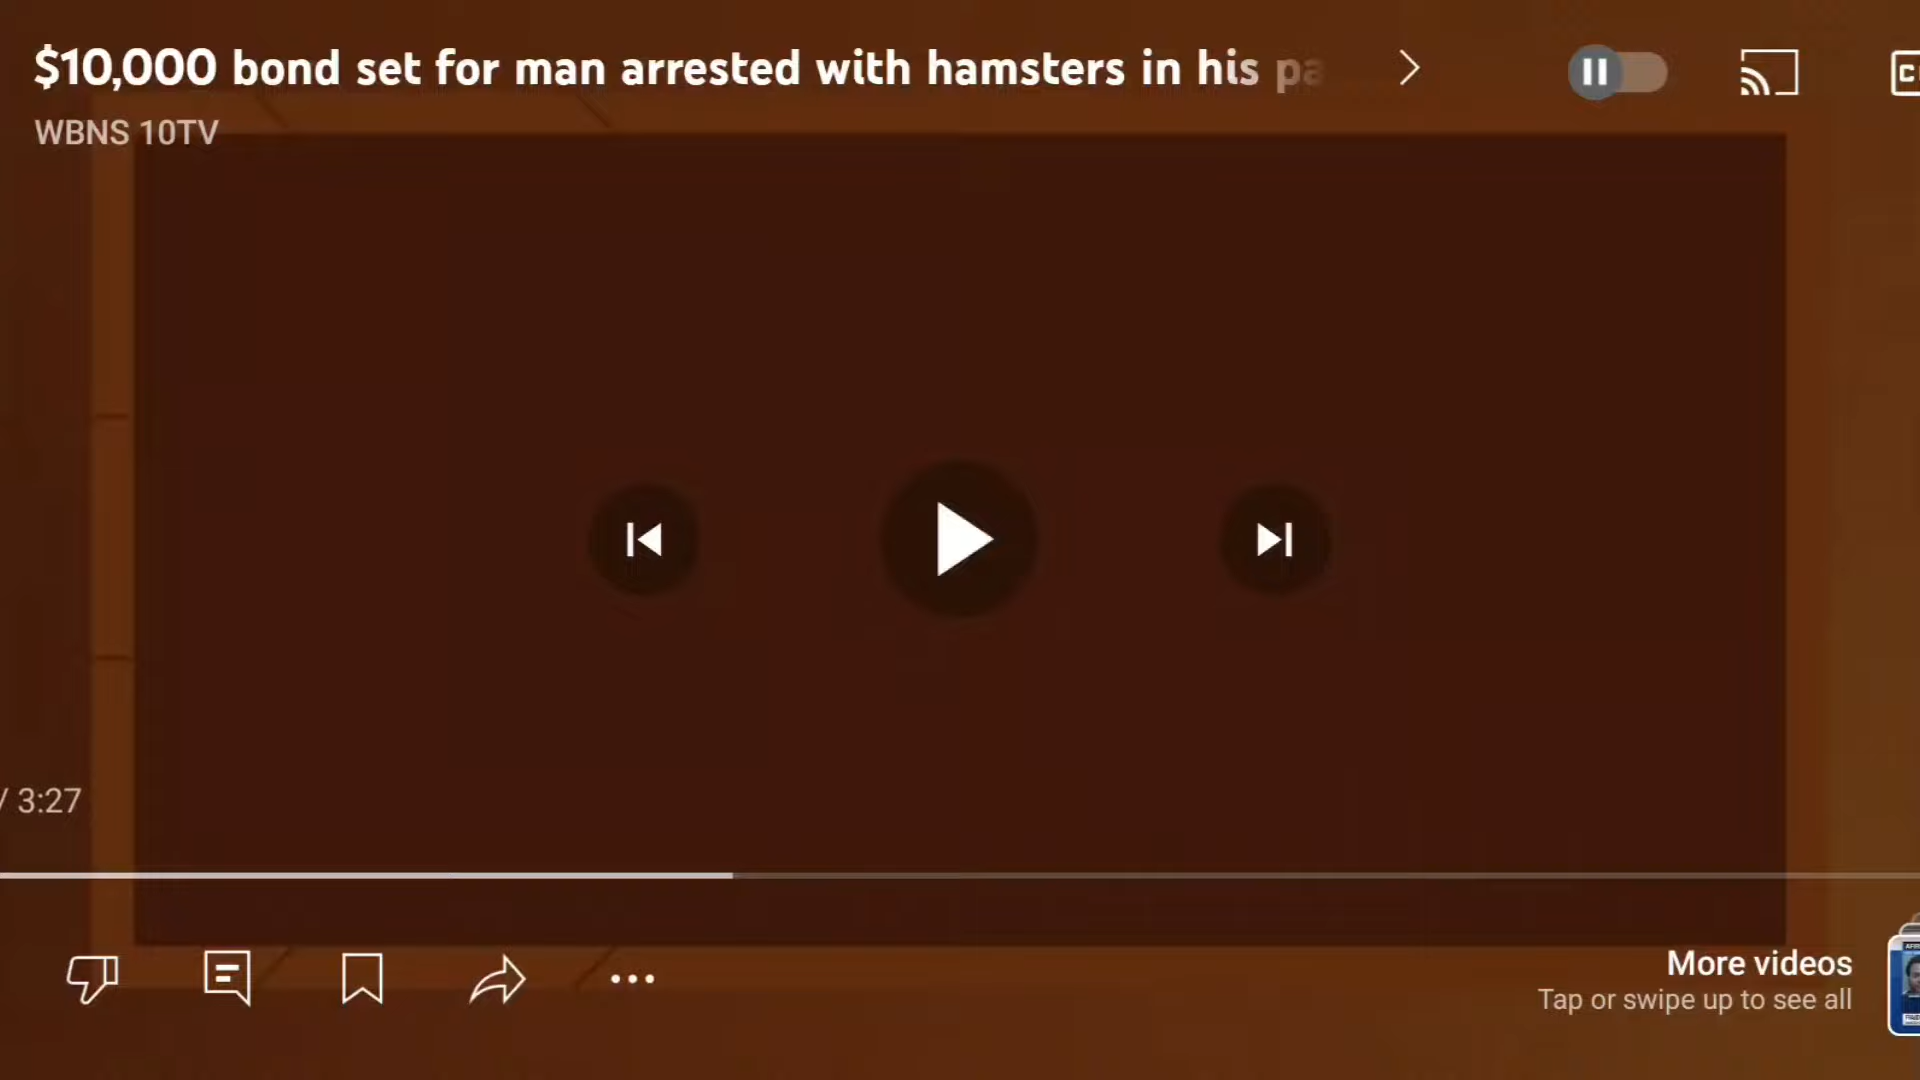 $10,000 bond set for man arrested with hamsters in his pa
WBNS 10TV
/ 3:27
More videos
Tap or swipe up to see all